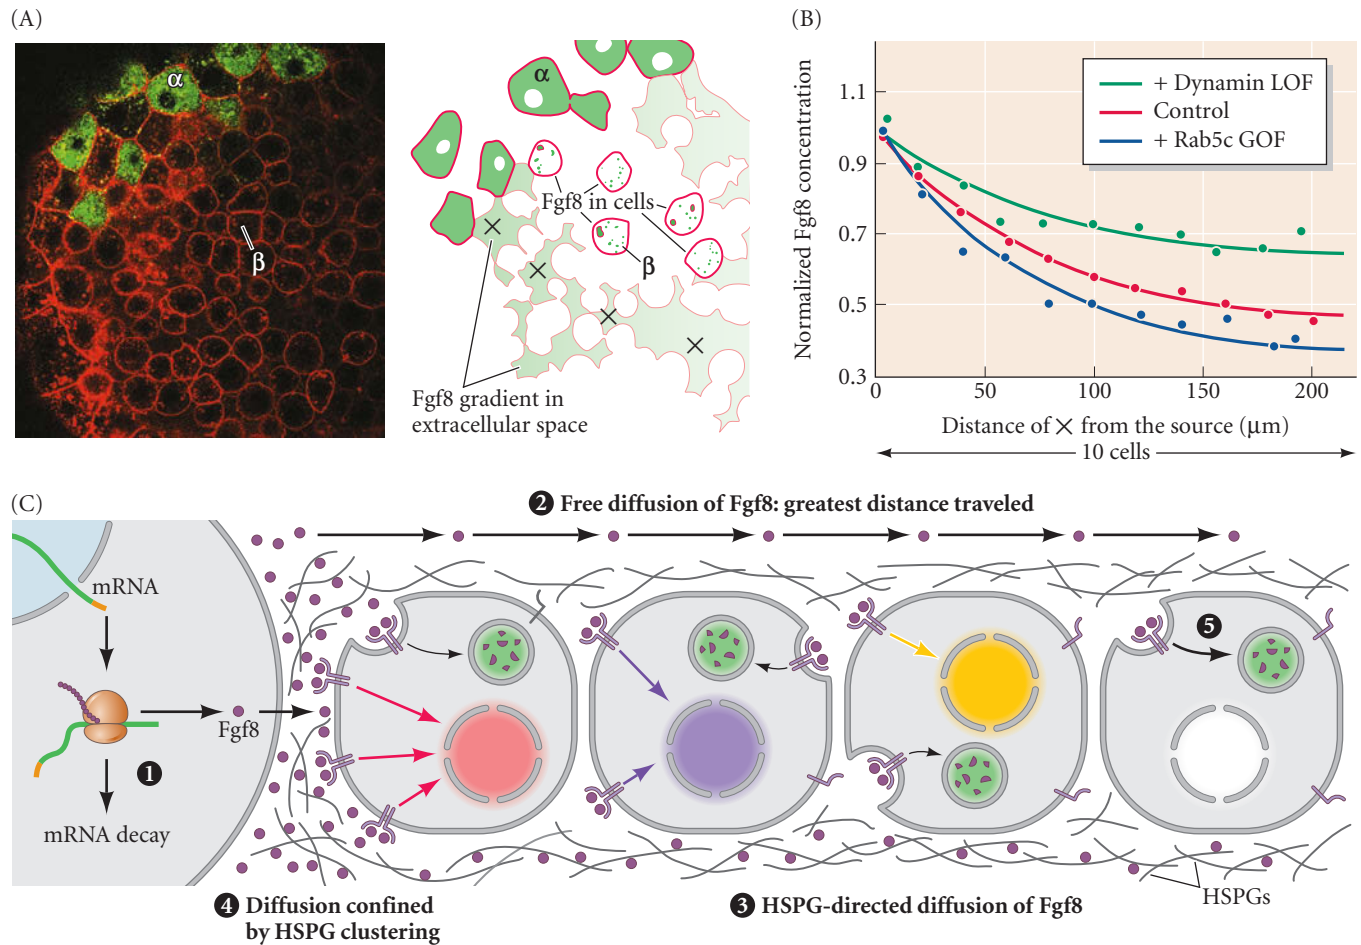 (A)
α
β
α
Fgf8 in cells
β
Fgf8 gradient in
extracellular space
(B)
Normalized Fgf8 concentration
1.1
0.9
0.7
0.5
0.3
0
50
100
150
200
+ Dynamin LOF
Control
+ Rab5c GOF
Distance of × from the source (μm)
10 cells
(C)
2 Free diffusion of Fgf8: greatest distance traveled
mRNA
Fgf8
1
mRNA decay
5
HSPGs
4 Diffusion confined
by HSPG clustering
3 HSPG-directed diffusion of Fgf8